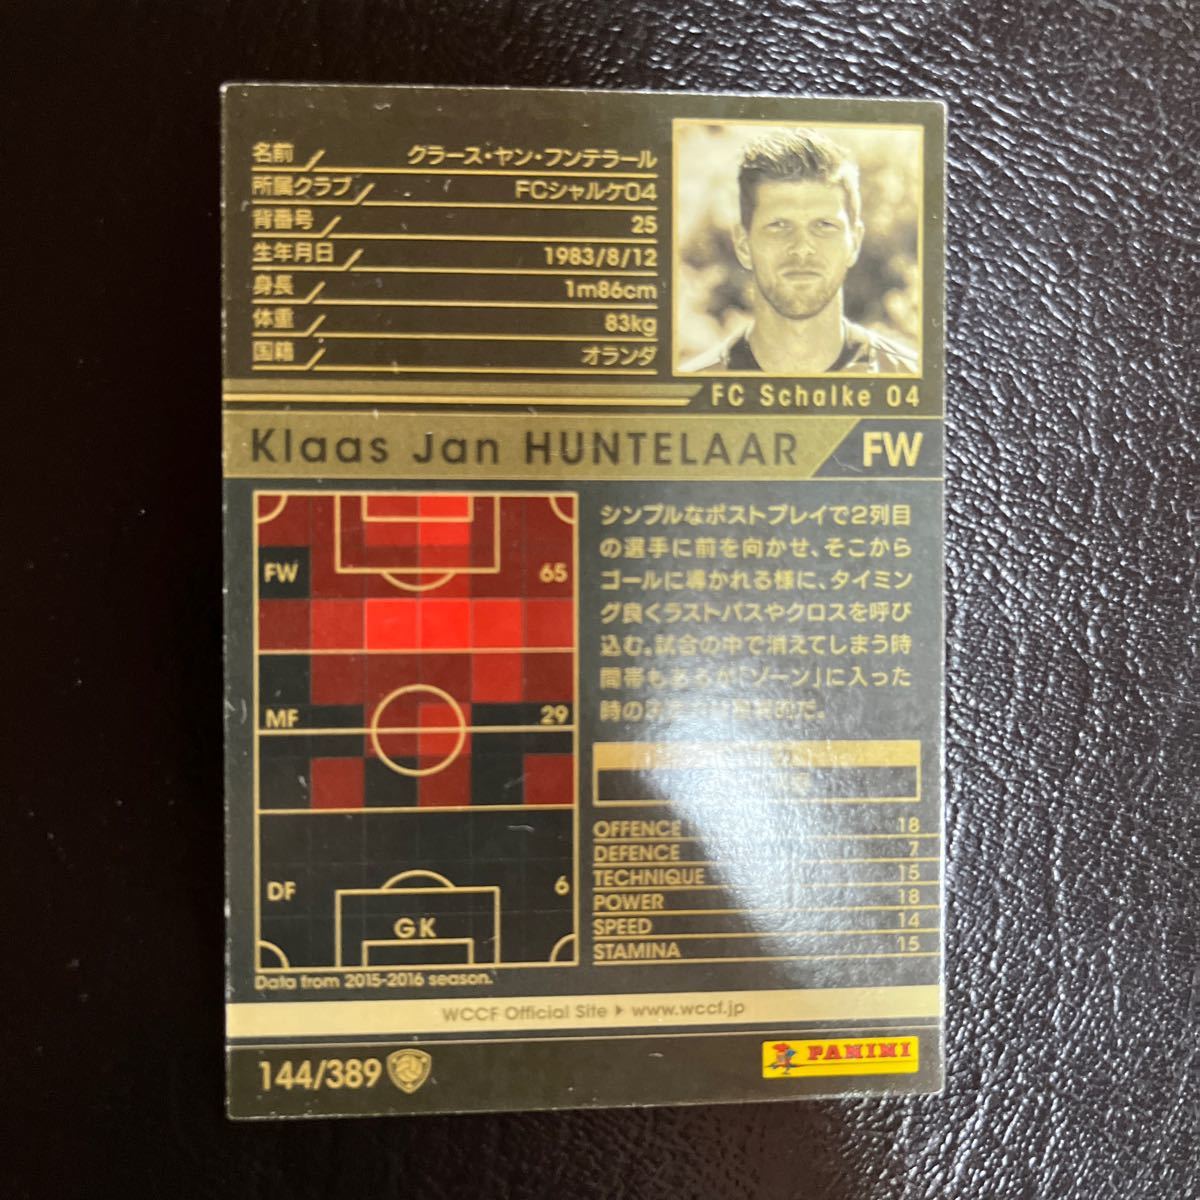 名前 クラース・ヤン・フンテラール
所属クラブ FCシャルケ04
背番号 25
生年月日 1983/8/12
身長 1m86cm
体重 83kg
国籍 オランダ
FC Schalke 04
Klaas Jan HUNTELAAR FW
FW 65
MF 29
DF 6
GK
Data from 2015-2016 season.
シンプルなポストプレイで2列目
の選手に前を向かせ、そこから
ゴールに導かれる様に、タイミン
グ良くラストパスやクロスを呼び
込む。試合の中で消えてしまう時
間帯もあるが「ゾーン」に入った
時の
的だ。
OFFENCE 18
DEFENCE 7
TECHNIQUE 15
POWER 18
SPEED 14
STAMINA 15
WCCF Official Site ▶ www.wccf.jp
144/389
PANINI